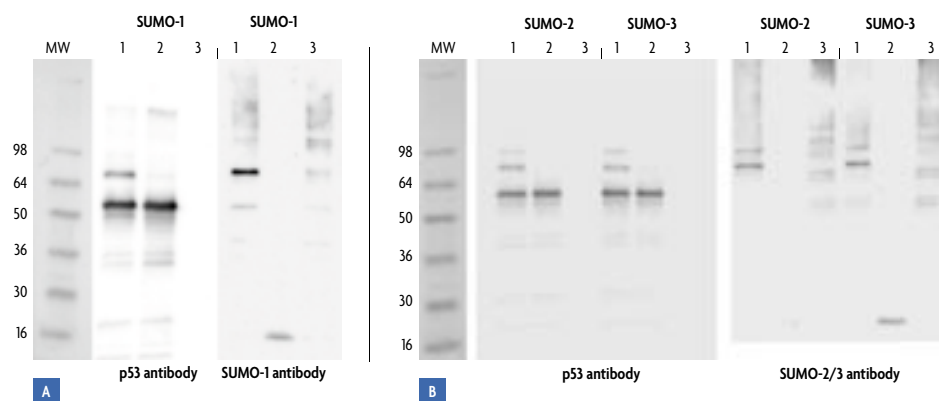 SUMO-1 SUMO-1
MW 1 2 3 1 2 3
98
64
50
36
30
16
p53 antibody SUMO-1 antibody
A
SUMO-2 SUMO-3 SUMO-2 SUMO-3
MW 1 2 3 1 2 3 1 2 3 1 2 3
98
64
50
36
30
16
p53 antibody SUMO-2/3 antibody
B